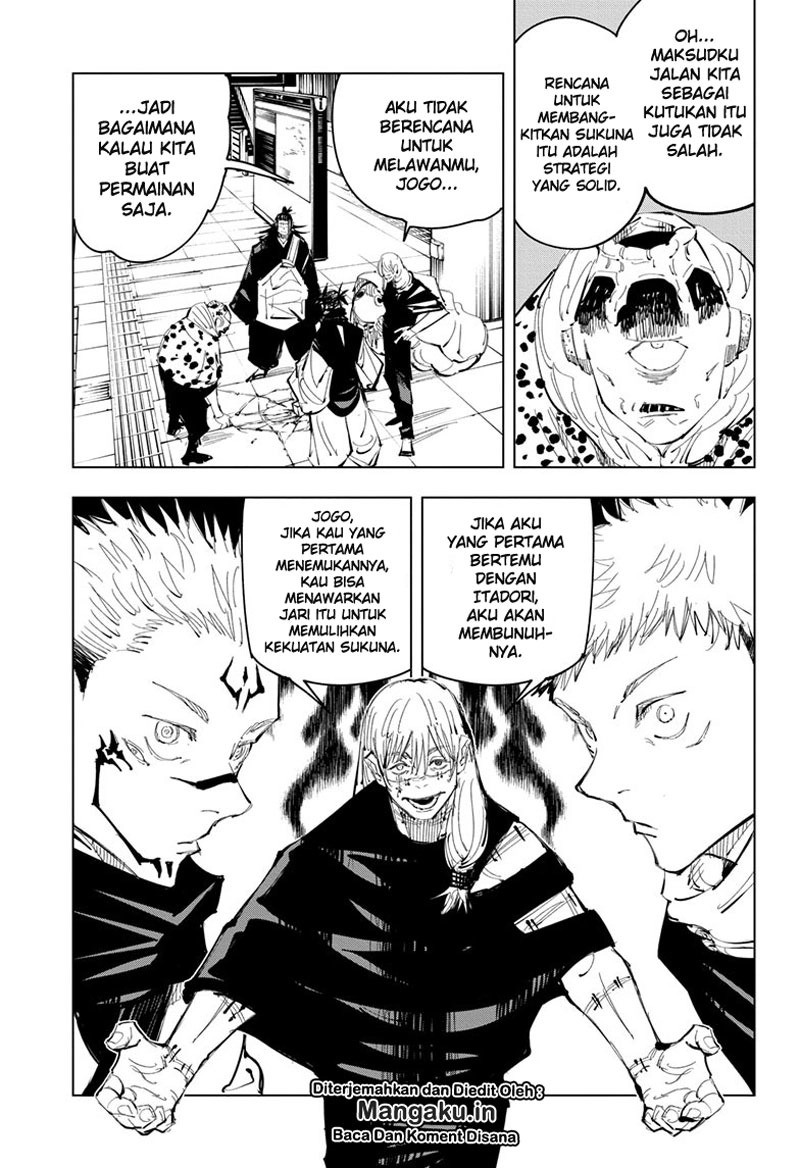 OH...
MAKSUDKU
JALAN KITA
SEBAGAI
KUTUKAN ITU
JUGA TIDAK
SALAH.
RENCANA
UNTUK
MEMBANG-
KITKAN SUKUNA
ITU ADALAH
STRATEGI
YANG SOLID.
AKU TIDAK
BERENCANA
UNTUK
MELAWANMU,
JOGO...
...JADI
BAGAIMANA
KALAU KITA
BUAT
PERMAINAN
SAJA.
JIKA AKU
YANG PERTAMA
BERTEMU
DENGAN
ITADORI,
AKU AKAN
MEMBUNUH-
NYA.
JOGO,
JIKA KAU YANG
PERTAMA
MENEMUKANNYA,
KAU BISA
MENAWARKAN
JARI ITU UNTUK
MEMULIHKAN
KEKUATAN SUKUNA.
Diterjemahkan dan Diedit Oleh :
Mangaku.in
Baca Dan Koment Disana